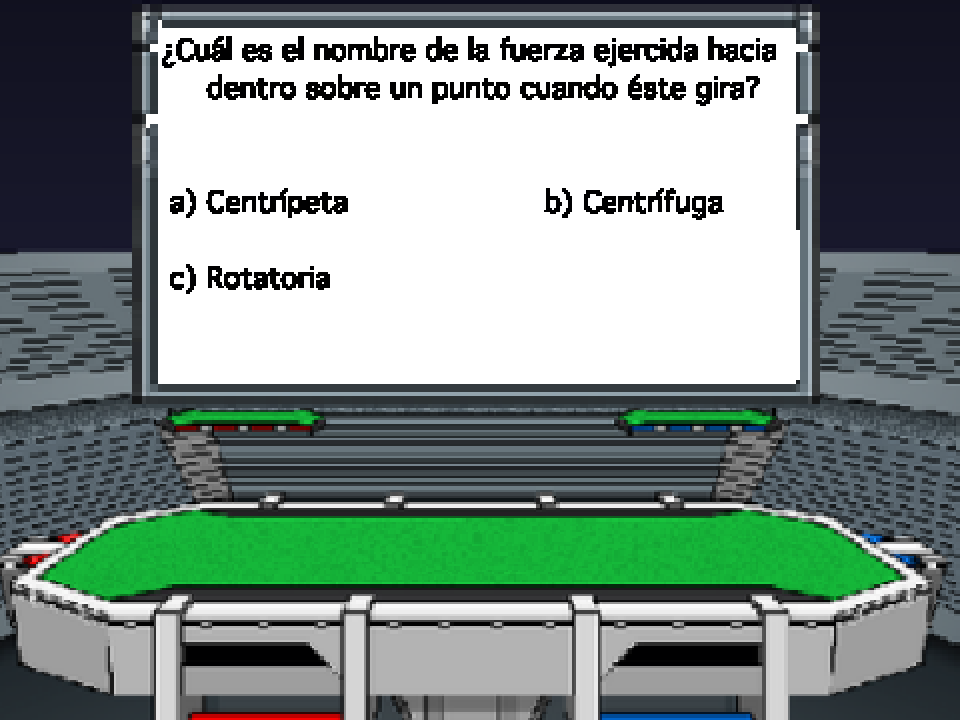 ¿Cuál es el nombre de la fuerza ejercida hacia
dentro sobre un punto cuando éste gira?
a) Centrípeta b) Centrífuga
c) Rotatoria